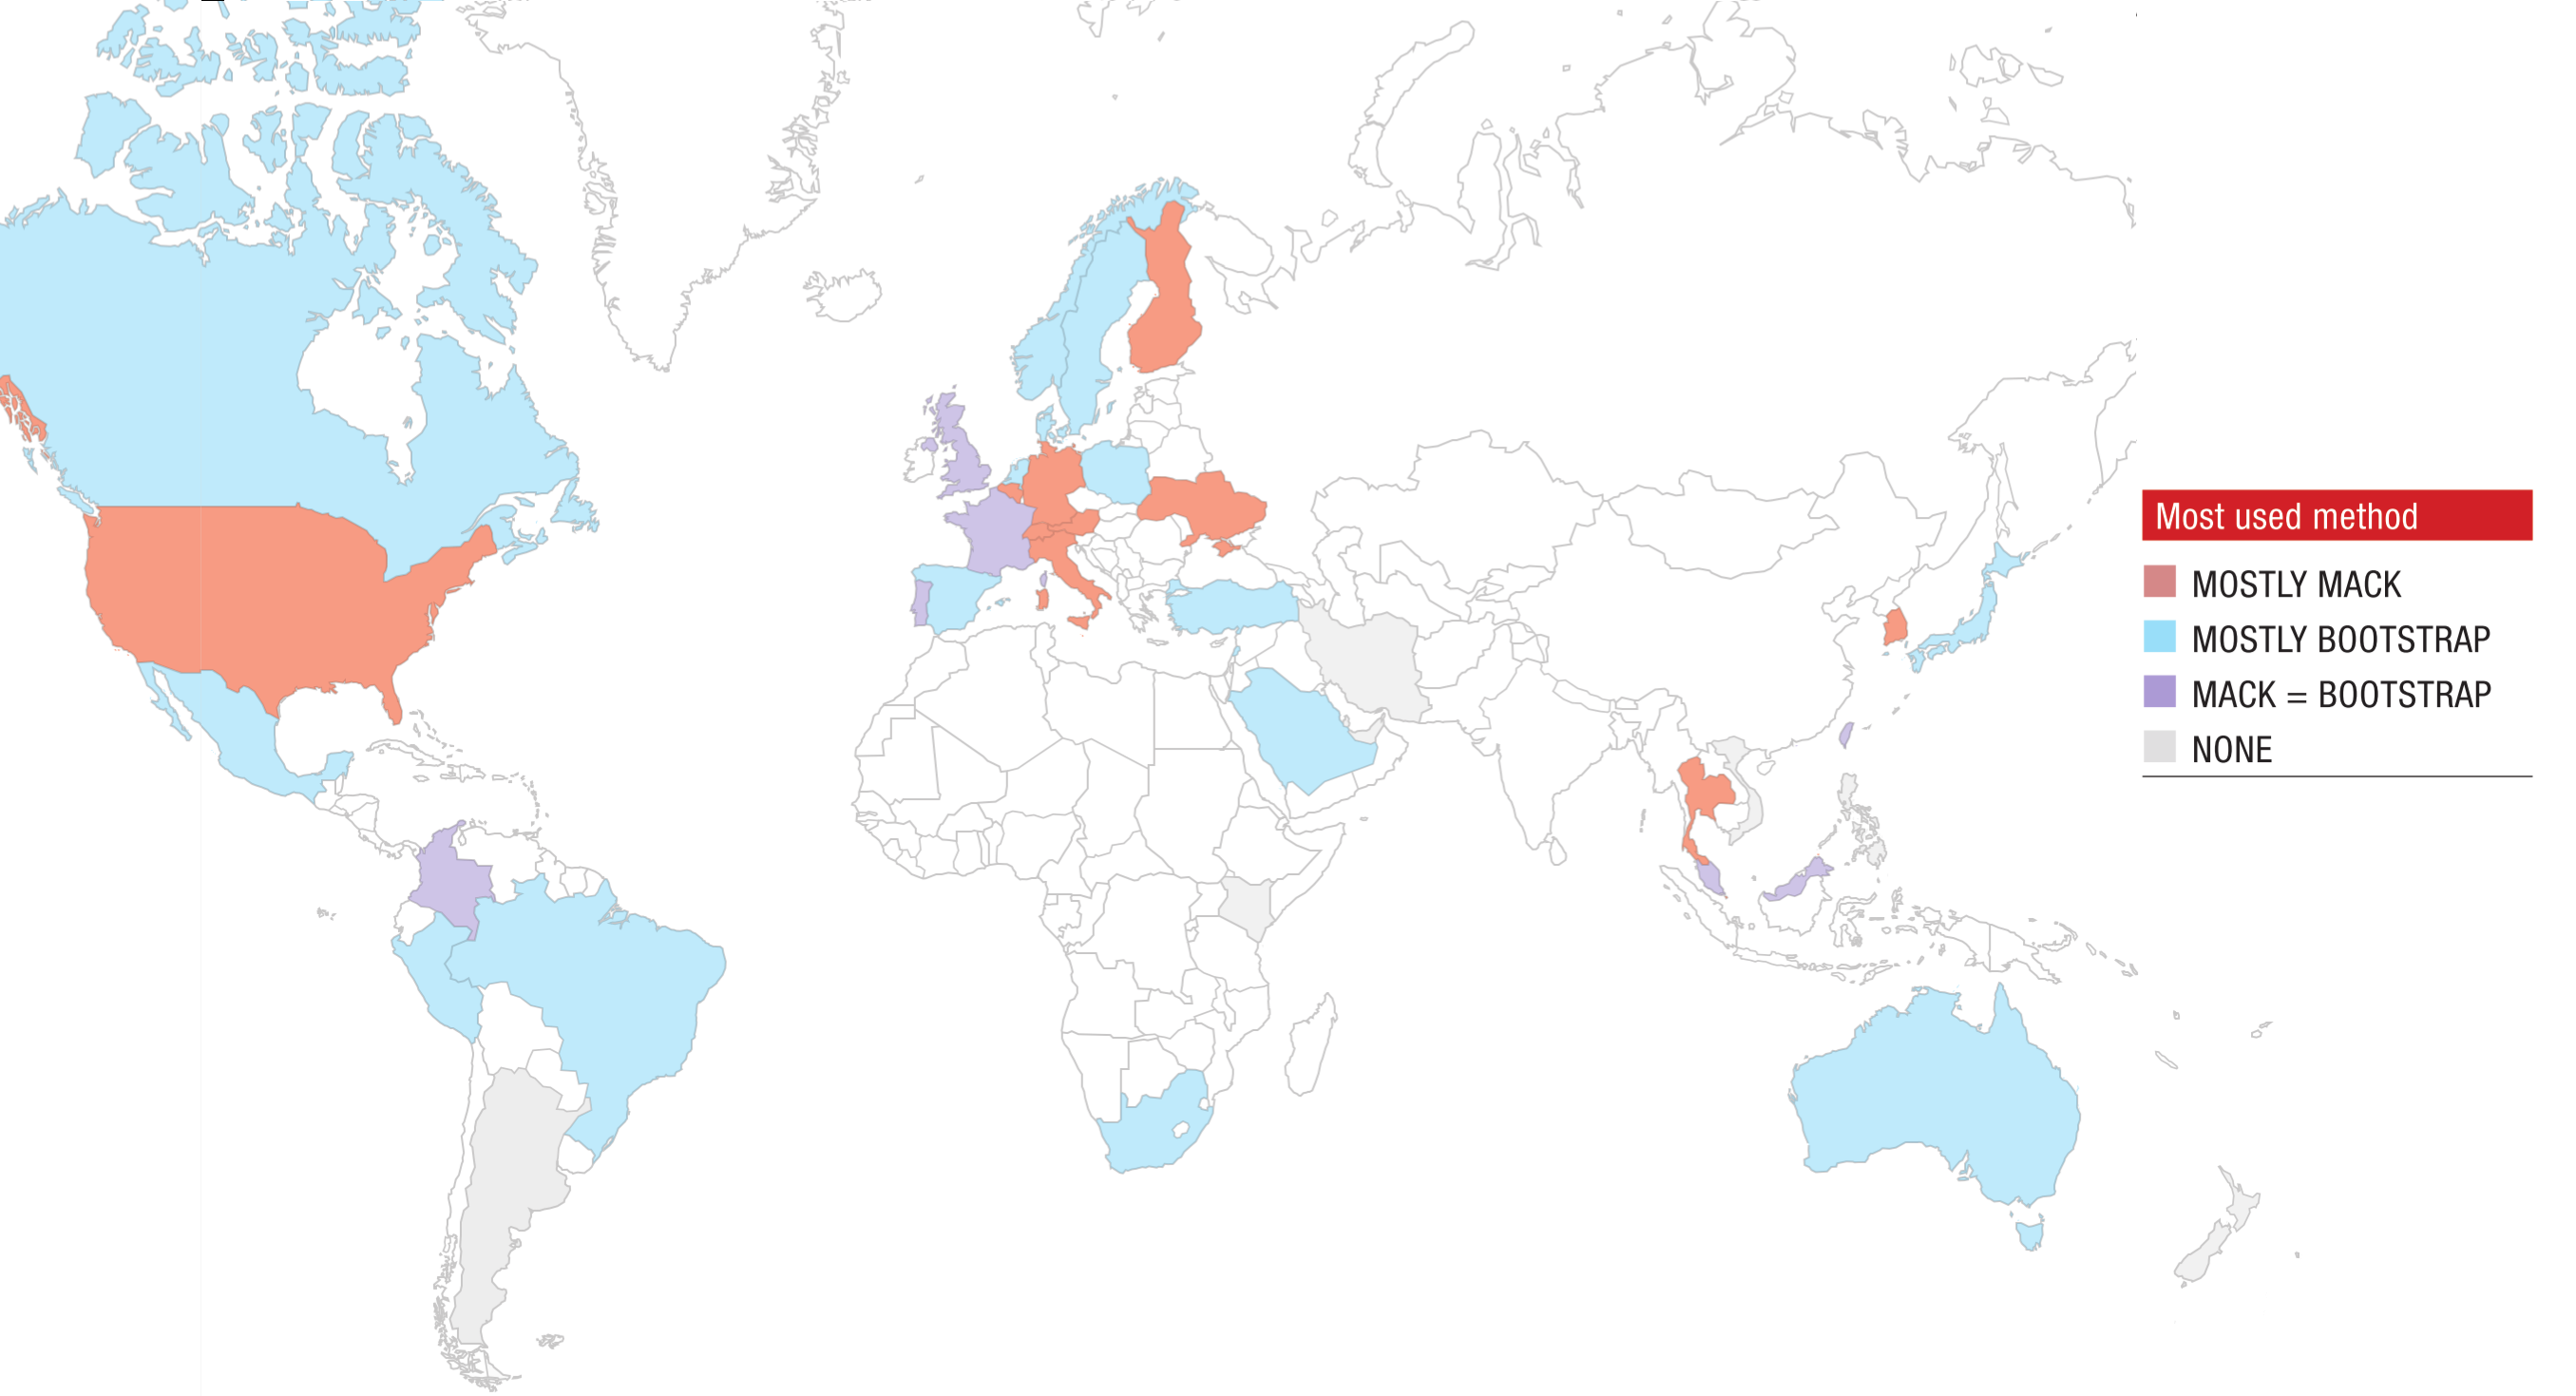 Most used method
MOSTLY MACK
MOSTLY BOOTSTRAP
MACK = BOOTSTRAP
NONE